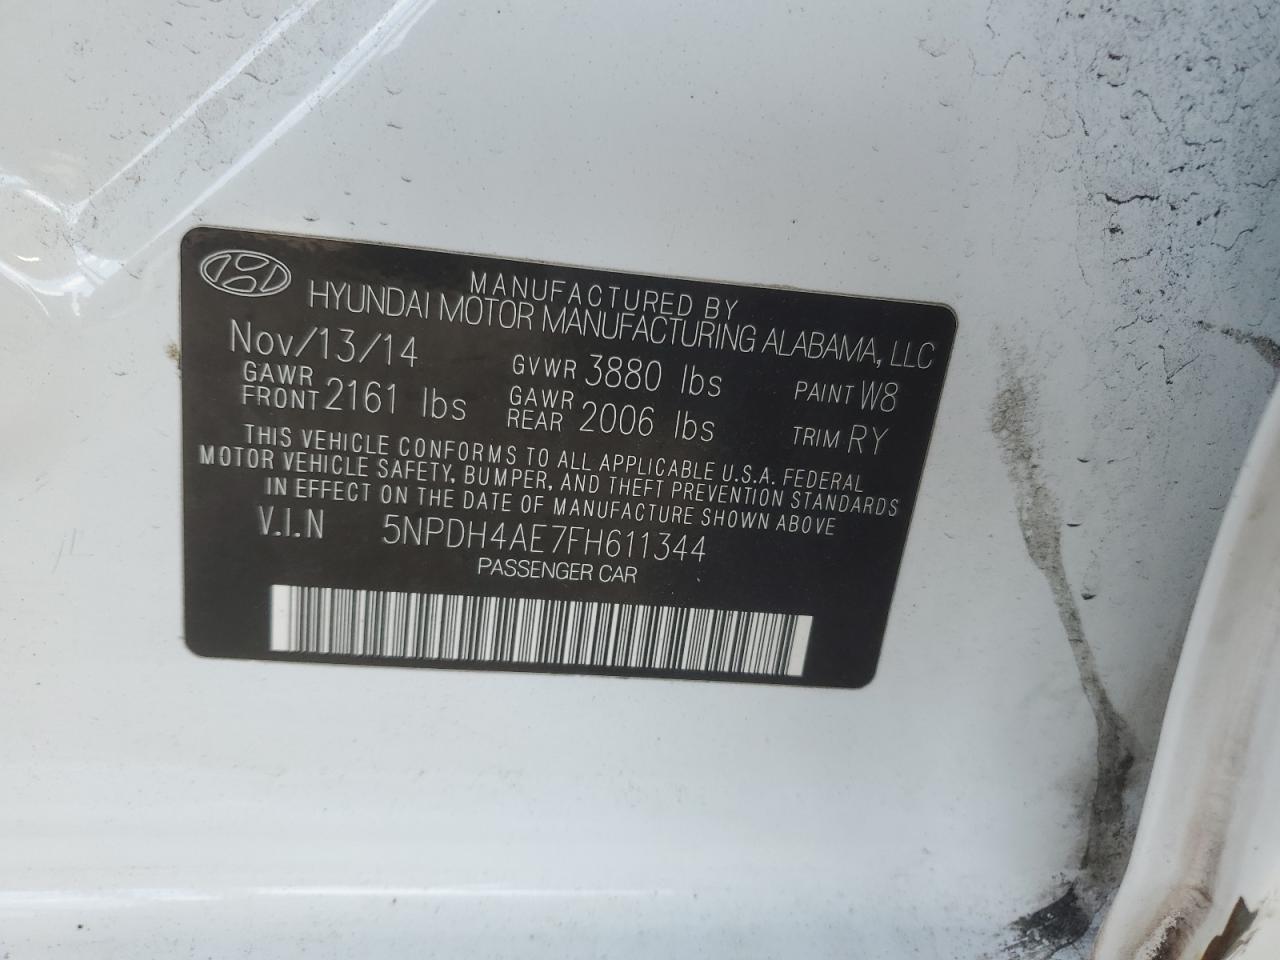 MANUFACTURED BY
HYUNDAI MOTOR MANUFACTURING ALABAMA, LLC
Nov/13/14 GVWR 3880 lbs PAINT W8
GAWR FRONT 2161 lbs GAWR REAR 2006 lbs TRIM RY
THIS VEHICLE CONFORMS TO ALL APPLICABLE U.S.A. FEDERAL
MOTOR VEHICLE SAFETY, BUMPER, AND THEFT PREVENTION STANDARDS
IN EFFECT ON THE DATE OF MANUFACTURE SHOWN ABOVE
V.I.N 5NPDH4AE7FH611344
PASSENGER CAR